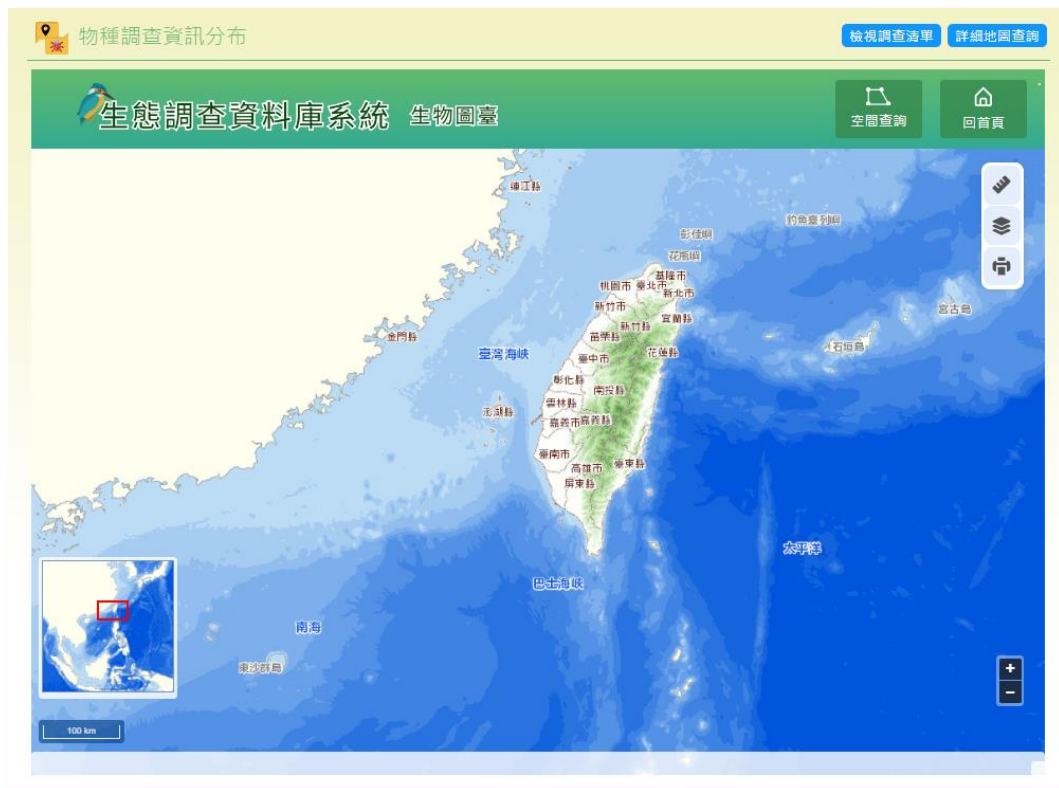 物種調查資訊分布
檢視調查清單
詳細地圖查詢
生態調查資料庫系統 生物圖臺
空間查詢
回首頁
連江縣
釣魚臺列嶼
彭佳嶼
花瓶嶼
基隆市
桃園市 臺北市
新北市
新竹市
宮古島
宜蘭縣
新竹縣
金門縣
苗栗縣
石垣島
臺灣海峽
臺中市
花蓮縣
彰化縣
南投縣
雲林縣
澎湖縣
嘉義市嘉義縣
臺南市
臺東縣
高雄市
屏東縣
太平洋
巴士海峽
南海
東沙群島
+
-
100 km